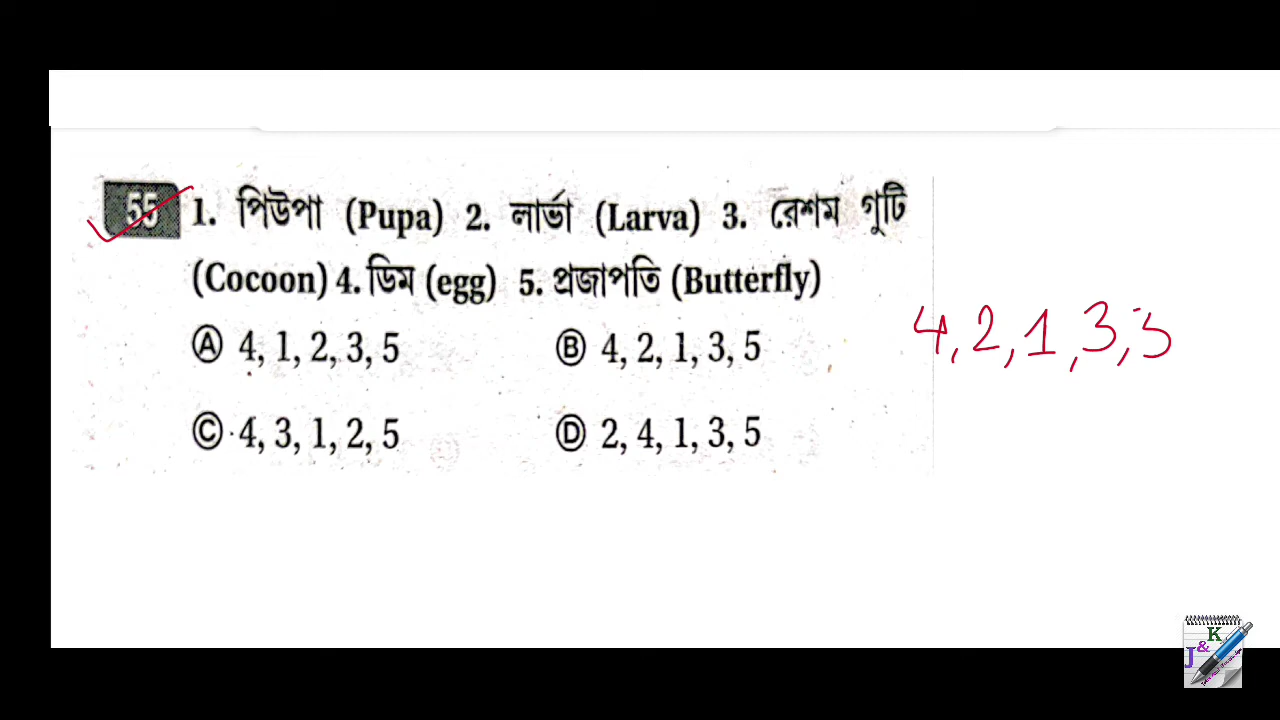 55 1. পিউপা (Pupa) 2. লার্ভা (Larva) 3. রেশম গুটি
(Cocoon) 4. ডিম (egg) 5. প্রজাপতি (Butterfly)
Ⓐ 4, 1, 2, 3, 5 Ⓑ 4, 2, 1, 3, 5
4,2,1,3,5
Ⓒ 4, 3, 1, 2, 5 Ⓓ 2, 4, 1, 3, 5
J&K